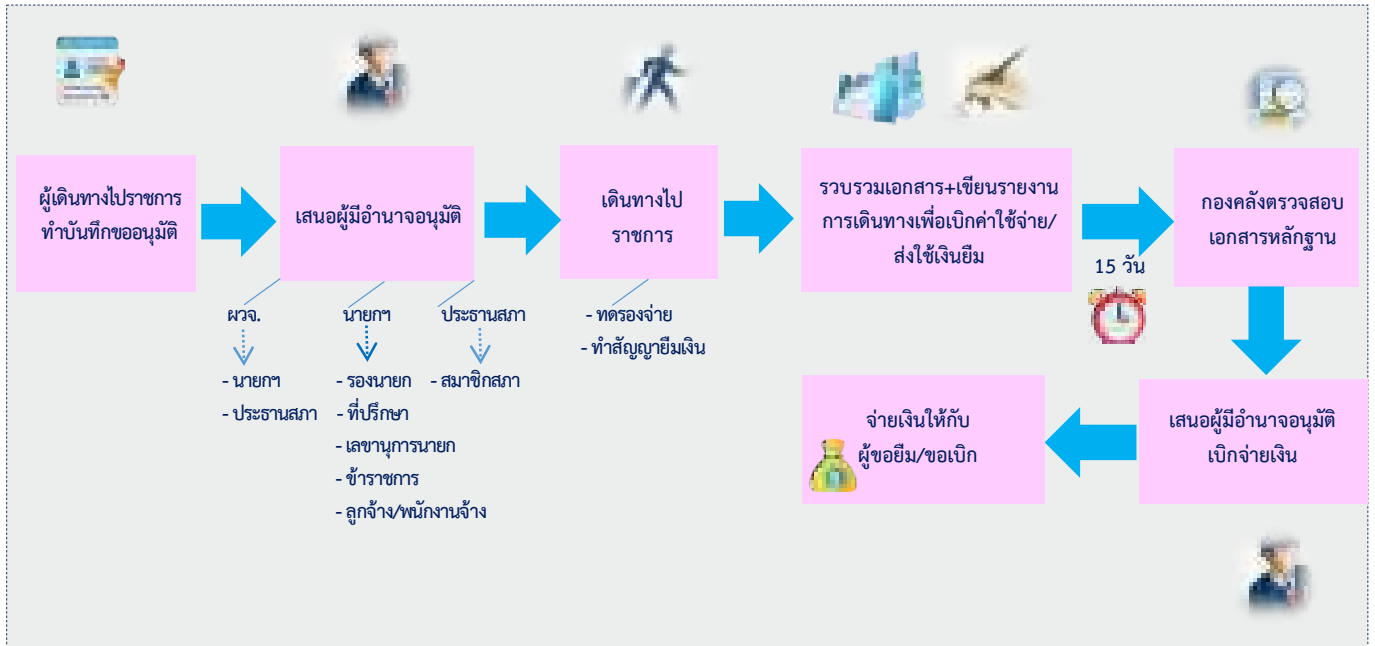 ผู้เดินทางไปราชการ
ทำบันทึกขออนุมัติ
เสนอผู้มีอำนาจอนุมัติ
ผวจ.
- นายกฯ
- ประธานสภา
นายกฯ
- รองนายก
- ที่ปรึกษา
- เลขานุการนายก
- ข้าราชการ
- ลูกจ้าง/พนักงานจ้าง
ประธานสภา
- สมาชิกสภา
เดินทางไป
ราชการ
- ทดรองจ่าย
- ทำสัญญายืมเงิน
รวบรวมเอกสาร+เขียนรายงาน
การเดินทางเพื่อเบิกค่าใช้จ่าย/
ส่งใช้เงินยืม
15 วัน
กองคลังตรวจสอบ
เอกสารหลักฐาน
เสนอผู้มีอำนาจอนุมัติ
เบิกจ่ายเงิน
จ่ายเงินให้กับ
ผู้ขอยืม/ขอเบิก